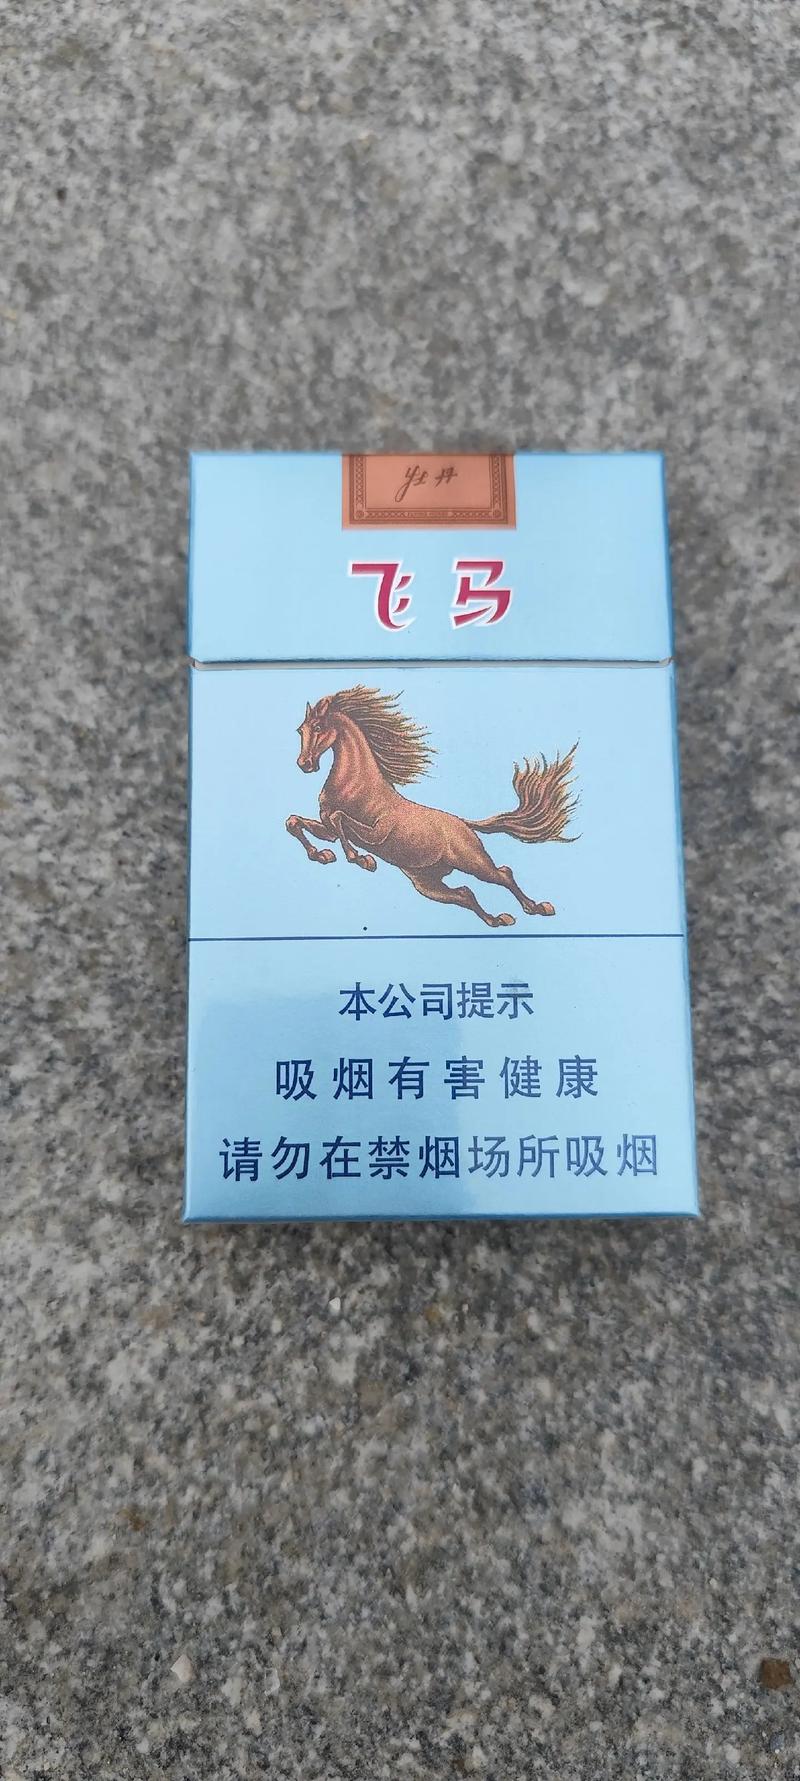 牡丹
飞马
本公司提示
吸烟有害健康
请勿在禁烟场所吸烟